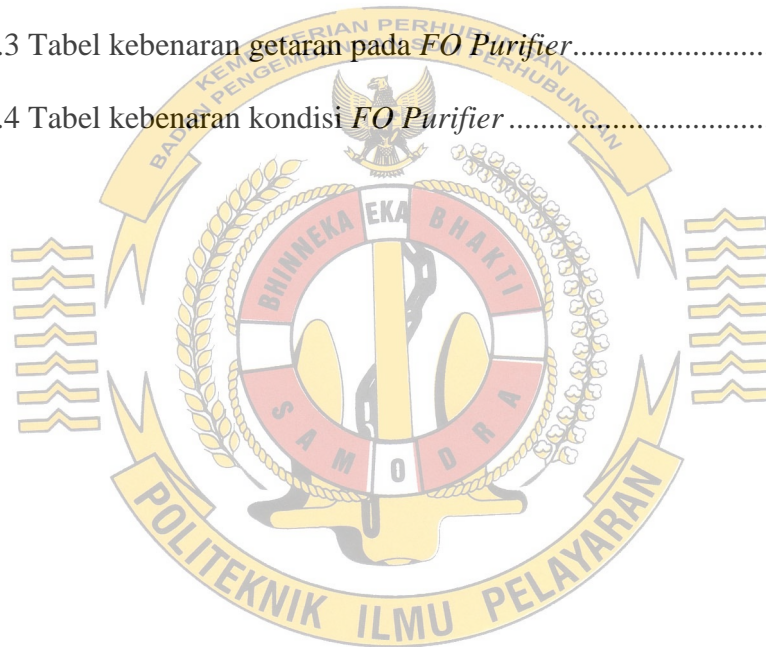 .3 Tabel kebenaran getaran pada FO Purifier........................
.4 Tabel kebenaran kondisi FO Purifier ...............................
BADAN PENGEMBANGAN SDM PERHUBUNGAN
KEMENTERIAN PERHUBUNGAN
BHINNEKA EKA BHAKTI
SAMODRA
POLITEKNIK ILMU PELAYARAN